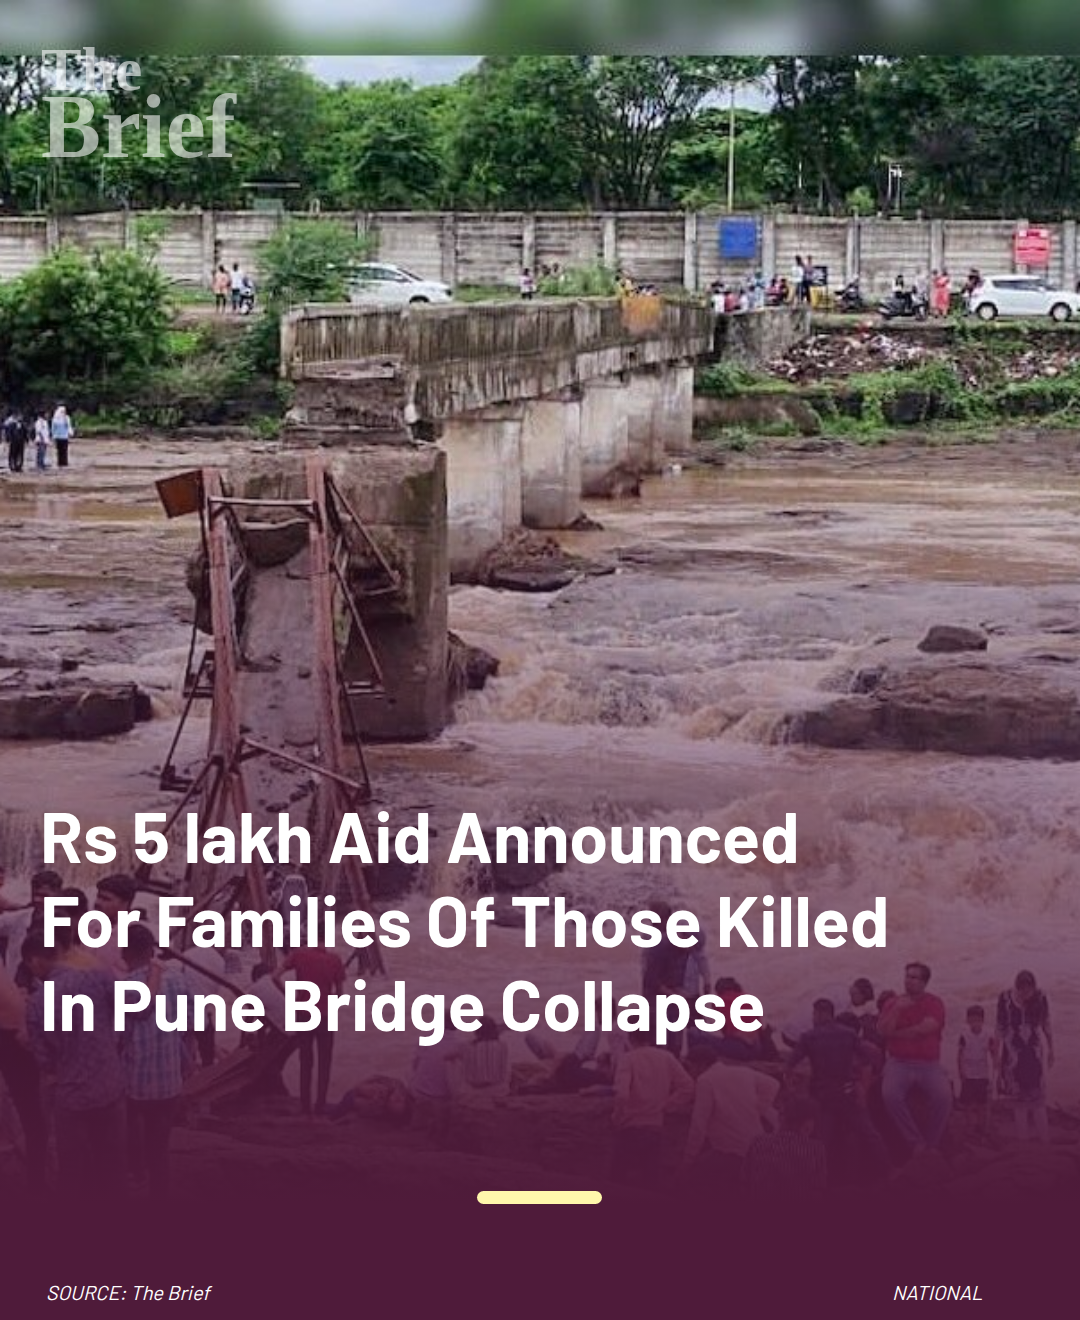 The
Brief
Rs 5 lakh Aid Announced
For Families Of Those Killed
In Pune Bridge Collapse
SOURCE: The Brief
NATIONAL